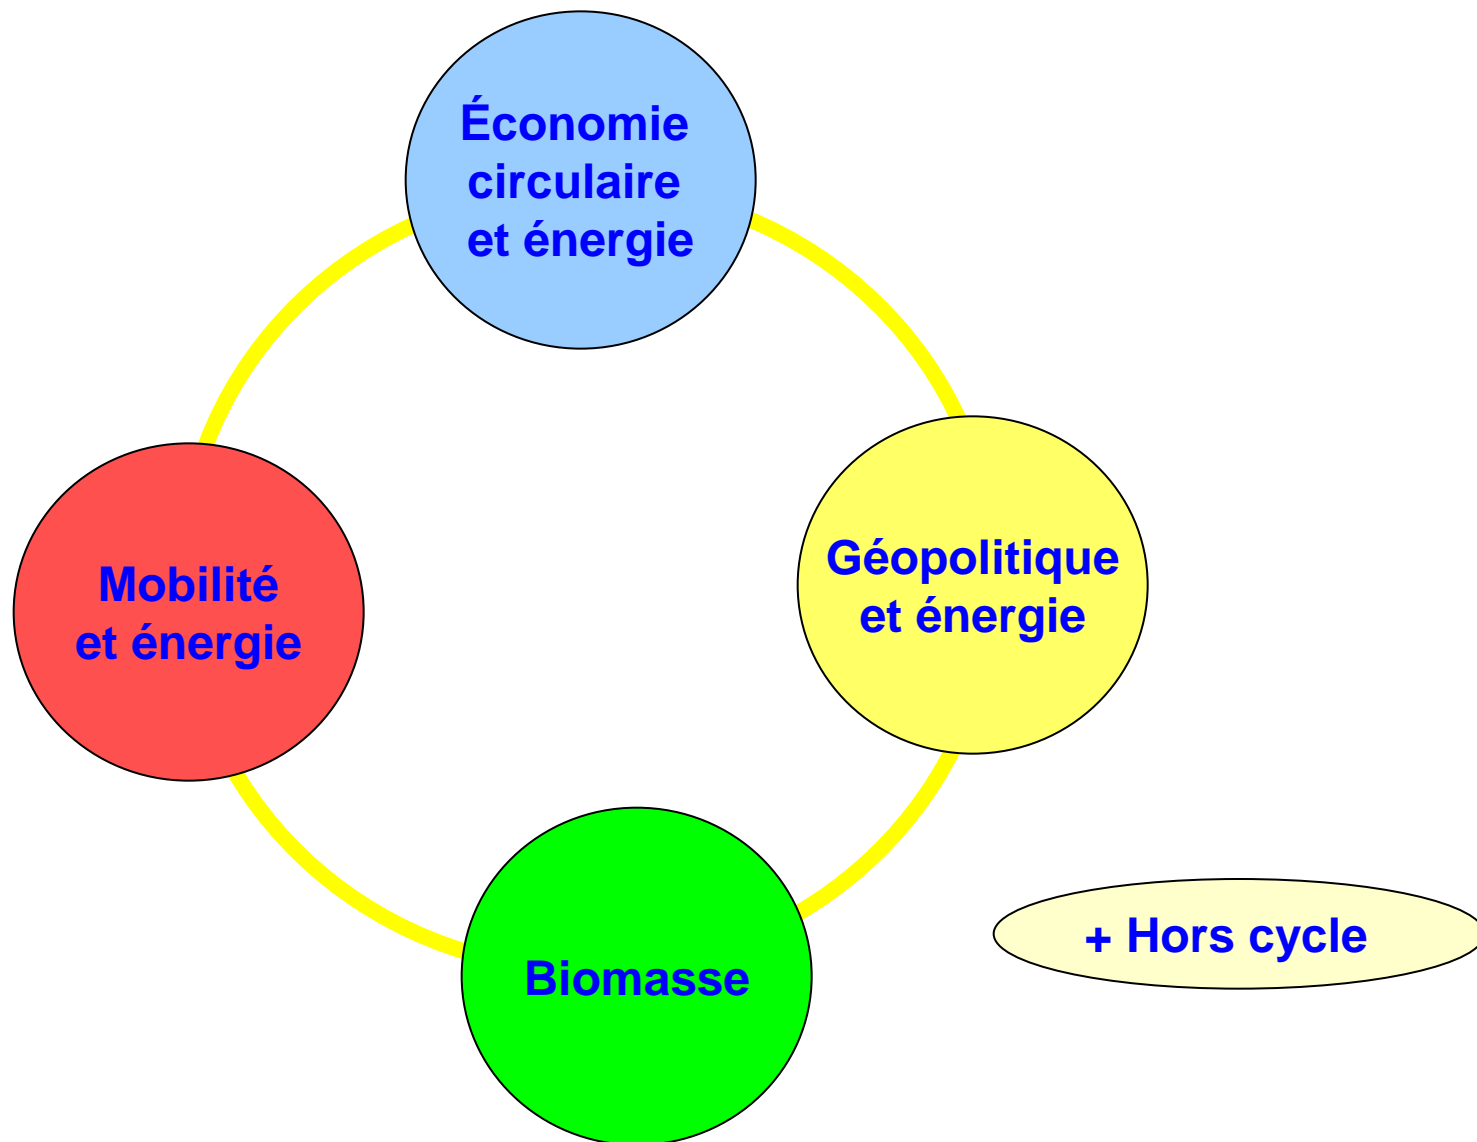 Économie
circulaire
et énergie
Géopolitique
et énergie
Mobilité
et énergie
+ Hors cycle
Biomasse